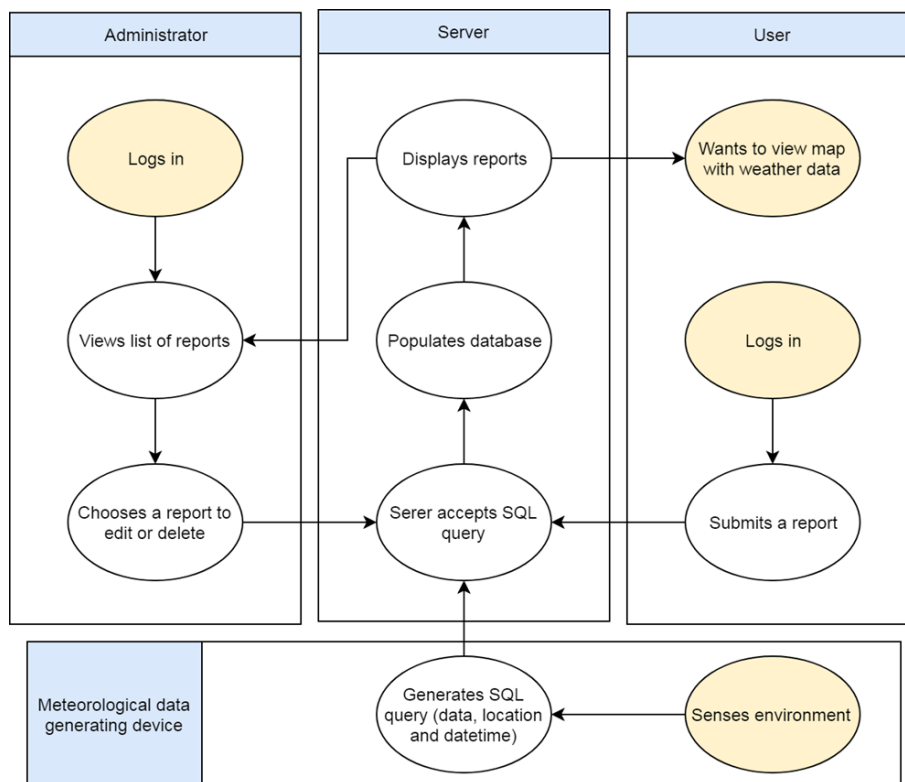 Administrator
Server
User
Logs in
Displays reports
Wants to view map
with weather data
Views list of reports
Populates database
Logs in
Chooses a report to
edit or delete
Serer accepts SQL
query
Submits a report
Meteorological data
generating device
Generates SQL
query (data, location
and datetime)
Senses environment